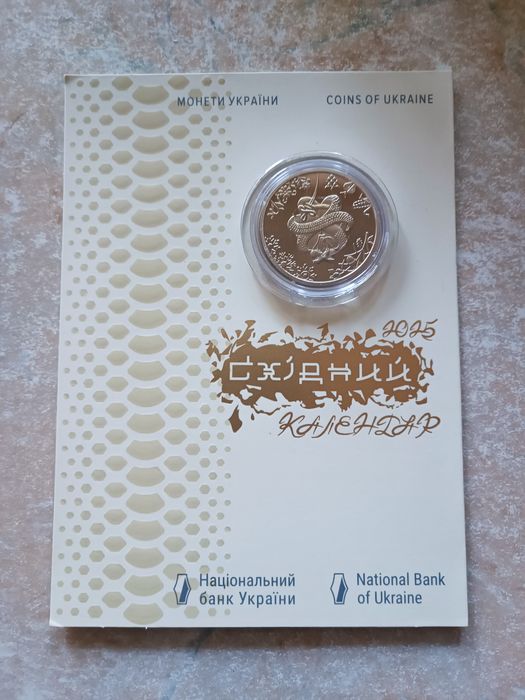 МОНЕТИ УКРАЇНИ
COINS OF UKRAINE
2025
Східний
КАЛЕНДАР
Національний
банк України
National Bank
of Ukraine